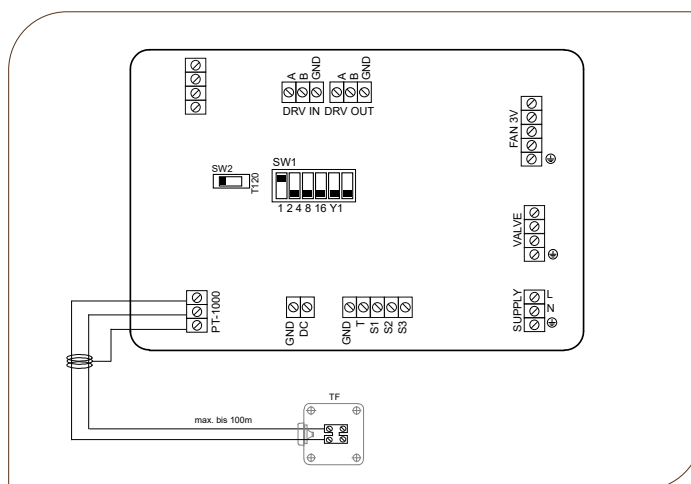 A B GND A B GND
DRV IN DRV OUT
FAN 3V
SW2
T120
SW1
1 2 4 8 16 Y1
VALVE
PT-1000
GND DC
GND T S1 S2 S3
SUPPLY
L
N
TF
max. bis 100m